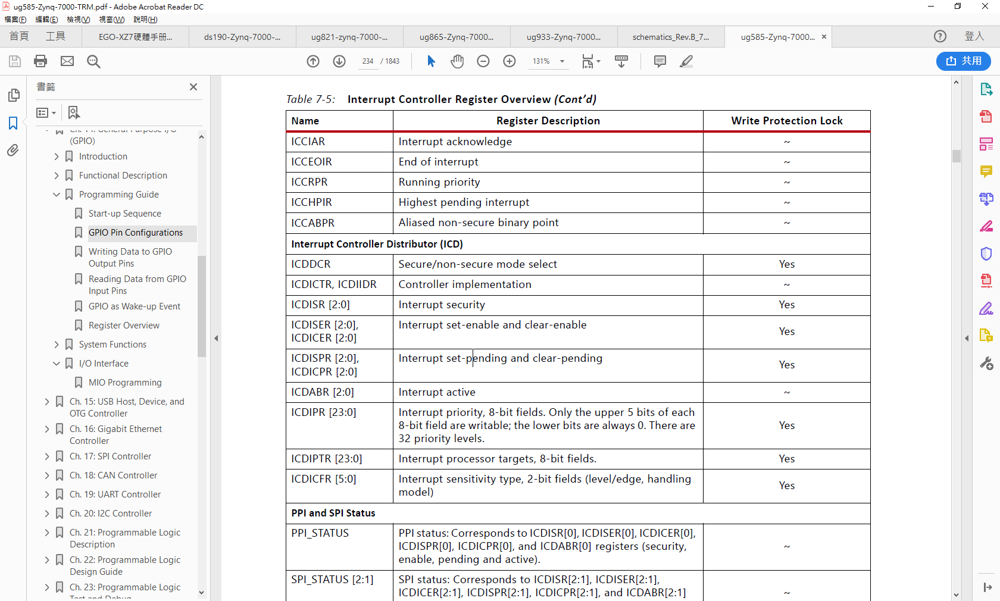 ug585-Zynq-7000-TRM.pdf - Adobe Acrobat Reader DC
檔案(F) 編輯(E) 檢視(V) 視窗(W) 說明(H)
首頁 工具 EGO-XZ7硬體手冊... ds190-Zynq-7000-... ug821-zynq-7000-... ug865-Zynq-7000... ug933-Zynq-7000... schematics_Rev.B_7... ug585-Zynq-7000... × 登入
234 / 1843 131% 共用
書籤
Ch. 14: General Purpose I/O
(GPIO)
Introduction
Functional Description
Programming Guide
Start-up Sequence
GPIO Pin Configurations
Writing Data to GPIO
Output Pins
Reading Data from GPIO
Input Pins
GPIO as Wake-up Event
Register Overview
System Functions
I/O Interface
MIO Programming
Ch. 15: USB Host, Device, and
OTG Controller
Ch. 16: Gigabit Ethernet
Controller
Ch. 17: SPI Controller
Ch. 18: CAN Controller
Ch. 19: UART Controller
Ch. 20: I2C Controller
Ch. 21: Programmable Logic
Description
Ch. 22: Programmable Logic
Design Guide
Ch. 23: Programmable Logic
Test and Debug
Table 7-5: Interrupt Controller Register Overview (Cont'd)
Name Register Description Write Protection Lock
ICCIAR Interrupt acknowledge ~
ICCEOIR End of interrupt ~
ICCRPR Running priority ~
ICCHPIR Highest pending interrupt ~
ICCABPR Aliased non-secure binary point ~
Interrupt Controller Distributor (ICD)
ICDDCR Secure/non-secure mode select Yes
ICDICTR, ICDIIDR Controller implementation ~
ICDISR [2:0] Interrupt security Yes
ICDISER [2:0],
ICDICER [2:0] Interrupt set-enable and clear-enable Yes
ICDISPR [2:0],
ICDICPR [2:0] Interrupt set-pending and clear-pending Yes
ICDABR [2:0] Interrupt active ~
ICDIPR [23:0] Interrupt priority, 8-bit fields. Only the upper 5 bits of each
8-bit field are writable; the lower bits are always 0. There are
32 priority levels. Yes
ICDIPTR [23:0] Interrupt processor targets, 8-bit fields. Yes
ICDICFR [5:0] Interrupt sensitivity type, 2-bit fields (level/edge, handling
model) Yes
PPI and SPI Status
PPI_STATUS PPI status: Corresponds to ICDISR[0], ICDISER[0], ICDICER[0],
ICDISPR[0], ICDICPR[0], and ICDABR[0] registers (security,
enable, pending and active). ~
SPI_STATUS [2:1] SPI status: Corresponds to ICDISR[2:1], ICDISER[2:1],
ICDICER[2:1], ICDISPR[2:1], ICDICPR[2:1], and ICDABR[2:1] ~